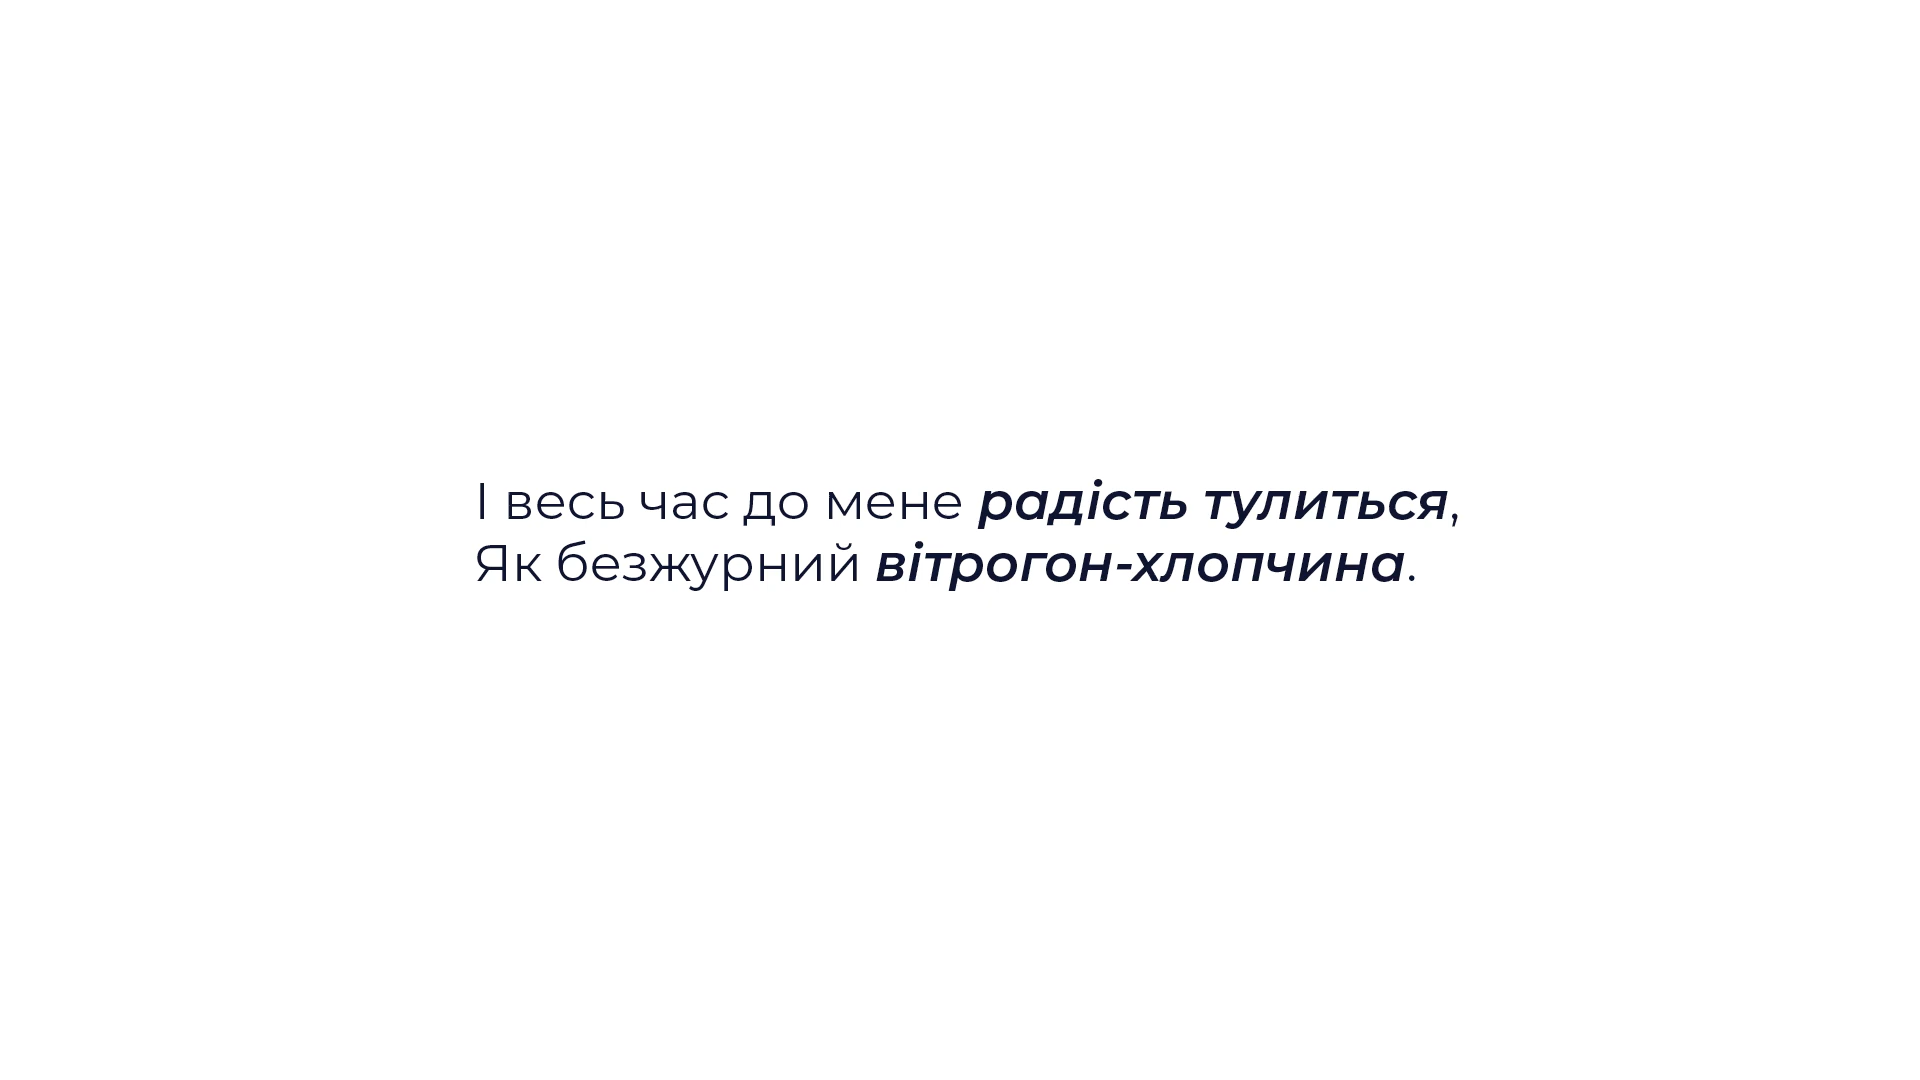 І весь час до мене радість тулиться,
Як безжурний вітрогон-хлопчина.